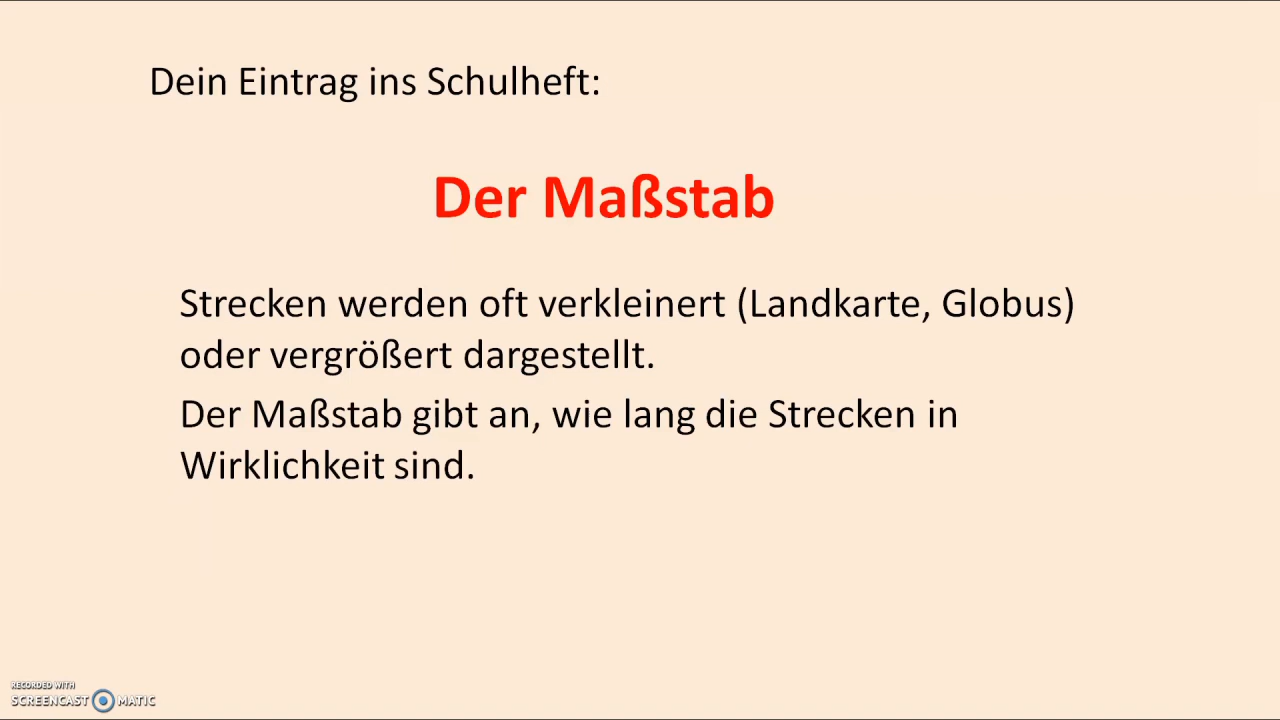 Dein Eintrag ins Schulheft:
Der Maßstab
Strecken werden oft verkleinert (Landkarte, Globus)
oder vergrößert dargestellt.
Der Maßstab gibt an, wie lang die Strecken in
Wirklichkeit sind.
RECORDED WITH
SCREENCAST MATIC